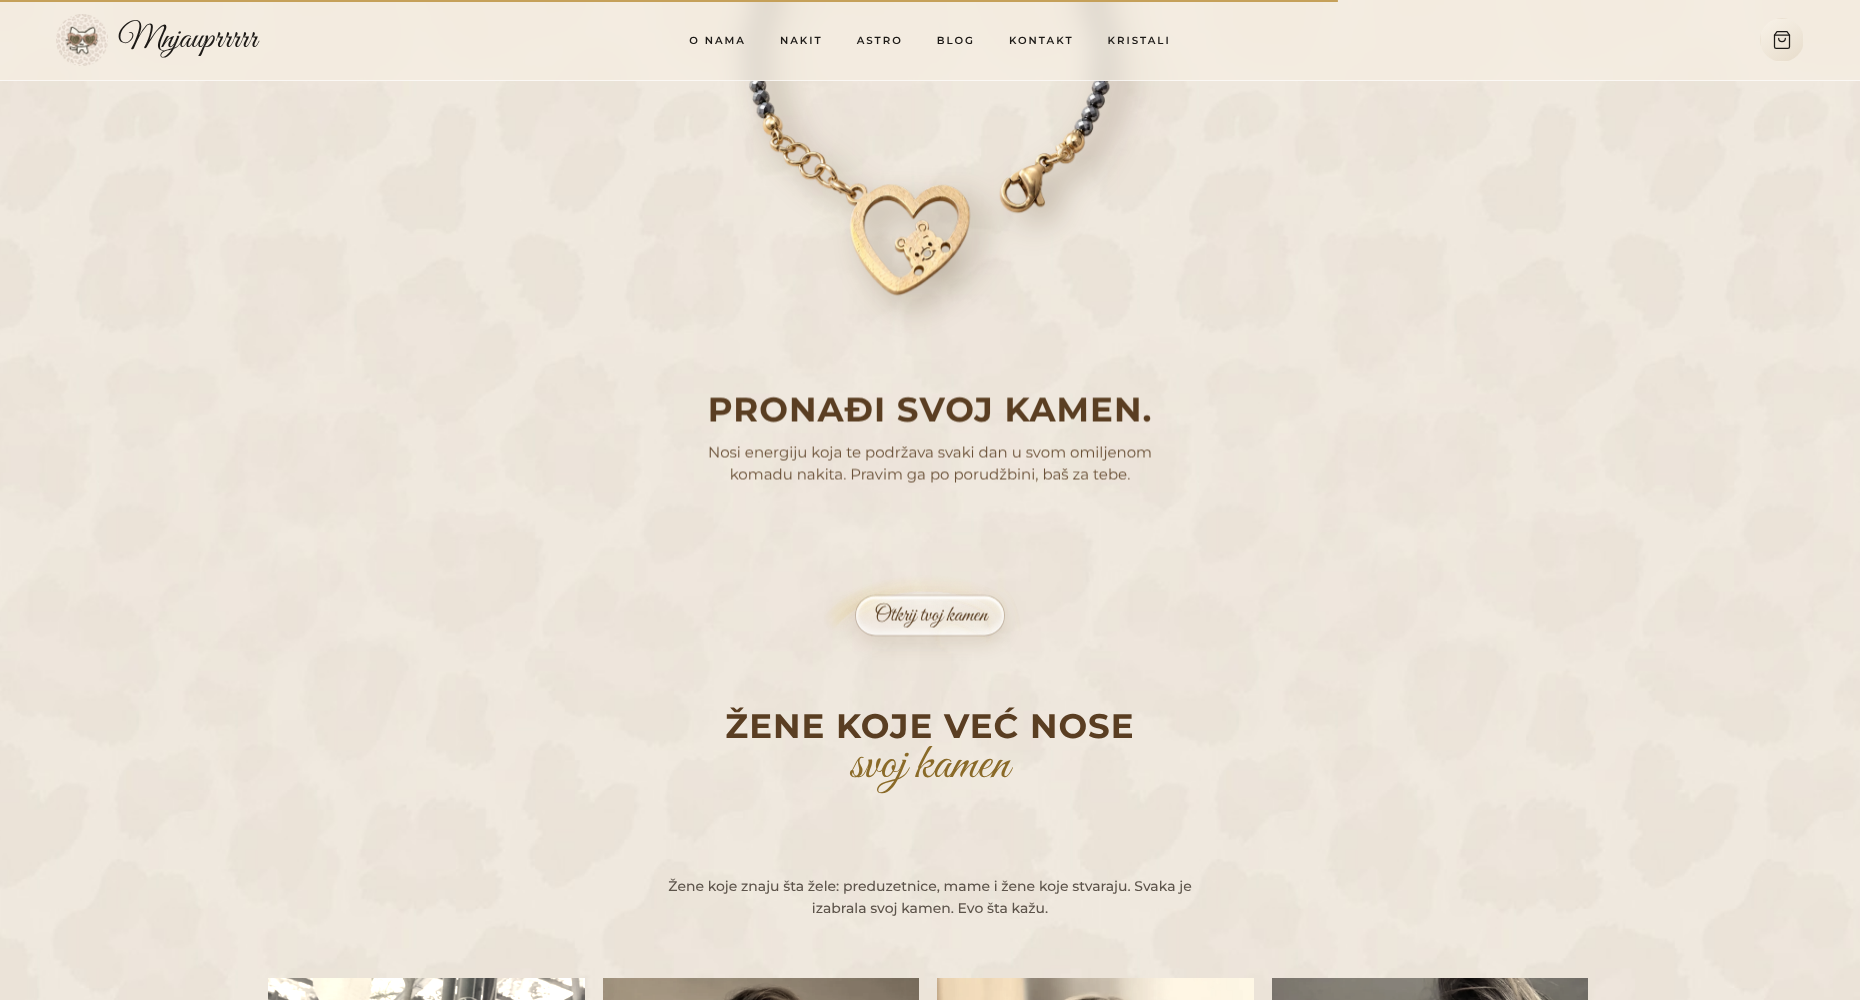 Mnjauprrrrr
O NAMA
NAKIT
ASTRO
BLOG
KONTAKT
KRISTALI
PRONAĐI SVOJ KAMEN.
Nosi energiju koja te podržava svaki dan u svom omiljenom
komadu nakita. Pravim ga po porudžbini, baš za tebe.
Otkrij tvoj kamen
ŽENE KOJE VEĆ NOSE
svoj kamen
Žene koje znaju šta žele: preduzetnice, mame i žene koje stvaraju. Svaka je
izabrala svoj kamen. Evo šta kažu.